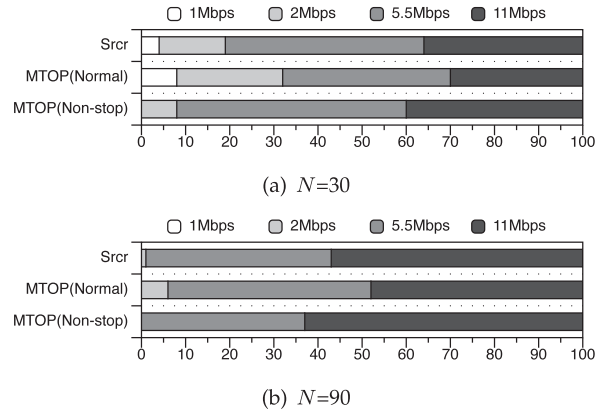 1Mbps 2Mbps 5.5Mbps 11Mbps
Srcr
MTOP(Normal)
MTOP(Non-stop)
0 10 20 30 40 50 60 70 80 90 100
(a) N=30
1Mbps 2Mbps 5.5Mbps 11Mbps
Srcr
MTOP(Normal)
MTOP(Non-stop)
0 10 20 30 40 50 60 70 80 90 100
(b) N=90